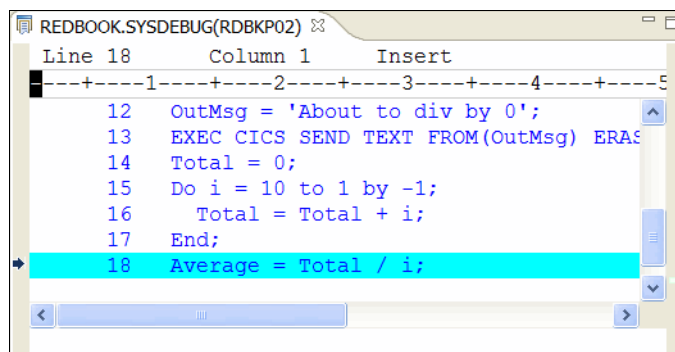 REDBOOK.SYSDEBUG(RDBKP02)
Line 18 Column 1 Insert
----+----1----+----2----+----3----+----4----+----5
12 OutMsg = 'About to div by 0';
13 EXEC CICS SEND TEXT FROM(OutMsg) ERAS
14 Total = 0;
15 Do i = 10 to 1 by -1;
16 Total = Total + i;
17 End;
18 Average = Total / i;